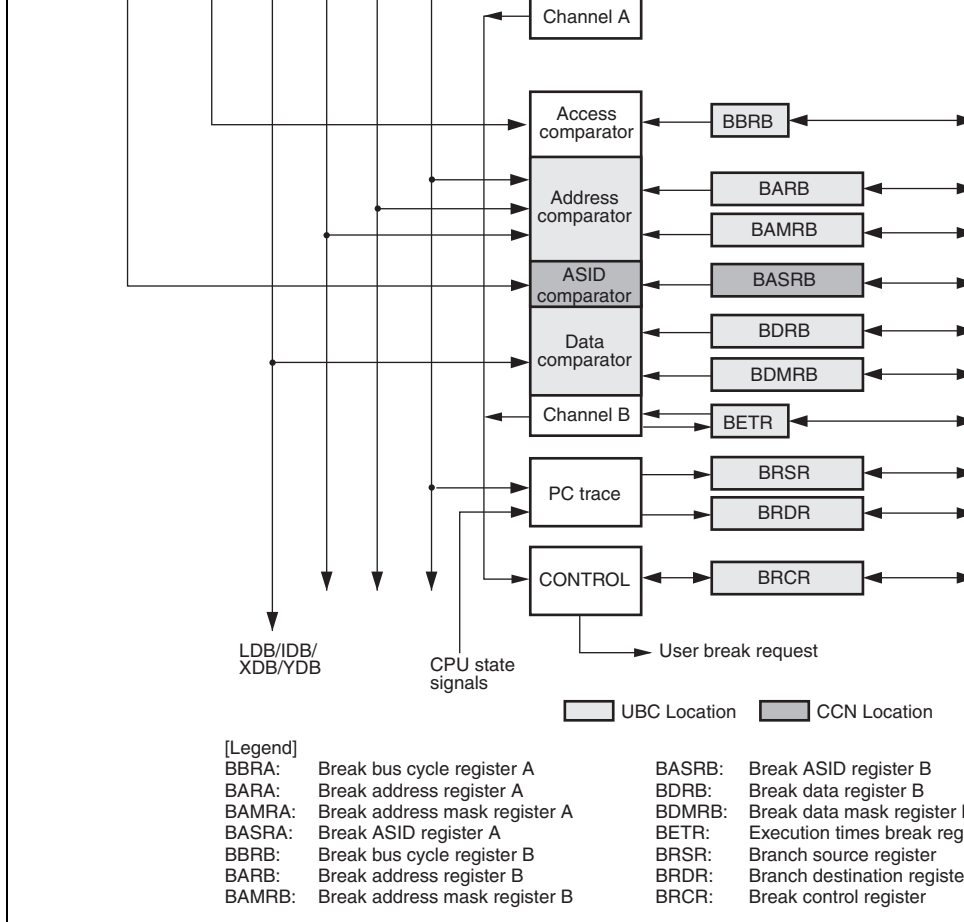 Channel A
Access
comparator
BBRB
Address
comparator
BARB
BAMRB
ASID
comparator
BASRB
Data
comparator
BDRB
BDMRB
Channel B
BETR
PC trace
BRSR
BRDR
CONTROL
BRCR
LDB/IDB/
XDB/YDB
CPU state
signals
User break request
UBC Location
CCN Location
[Legend]
BBRA: Break bus cycle register A
BARA: Break address register A
BAMRA: Break address mask register A
BASRA: Break ASID register A
BBRB: Break bus cycle register B
BARB: Break address register B
BAMRB: Break address mask register B
BASRB: Break ASID register B
BDRB: Break data register B
BDMRB: Break data mask register
BETR: Execution times break
BRSR: Branch source register
BRDR: Branch destination
BRCR: Break control register